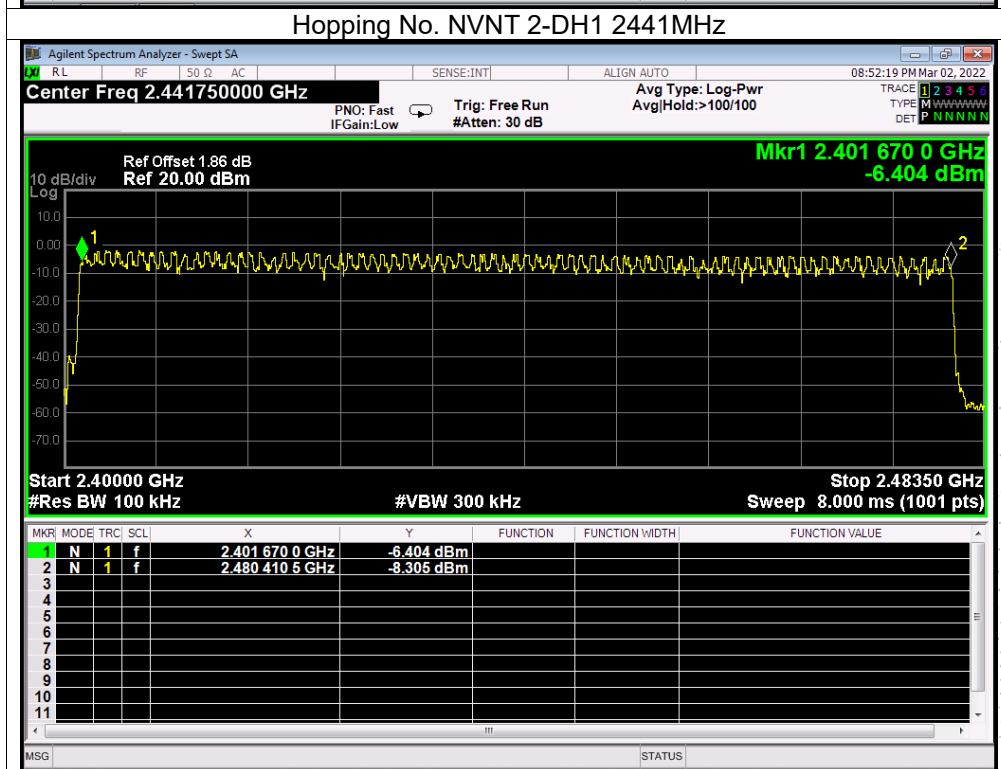 Hopping No. NVNT 2-DH1 2441MHz
Agilent Spectrum Analyzer - Swept SA
LXI RL RF 50 Ω AC SENSE:INT ALIGN AUTO 08:52:19 PM Mar 02, 2022
Center Freq 2.441750000 GHz
PNO: Fast
IFGain:Low
Trig: Free Run
#Atten: 30 dB
Avg Type: Log-Pwr
Avg|Hold:>100/100
TRACE 1 2 3 4 5 6
TYPE M WWWWW
DET P N N N N N
Mkr1 2.401 670 0 GHz
-6.404 dBm
Ref Offset 1.86 dB
10 dB/div Ref 20.00 dBm
Log
10.0
0.00
-10.0
-20.0
-30.0
-40.0
-50.0
-60.0
-70.0
1
2
Start 2.40000 GHz Stop 2.48350 GHz
#Res BW 100 kHz #VBW 300 kHz Sweep 8.000 ms (1001 pts)
MKR MODE TRC SCL X Y FUNCTION FUNCTION WIDTH FUNCTION VALUE
1 N 1 f 2.401 670 0 GHz -6.404 dBm
2 N 1 f 2.480 410 5 GHz -8.305 dBm
3
4
5
6
7
8
9
10
11
MSG STATUS